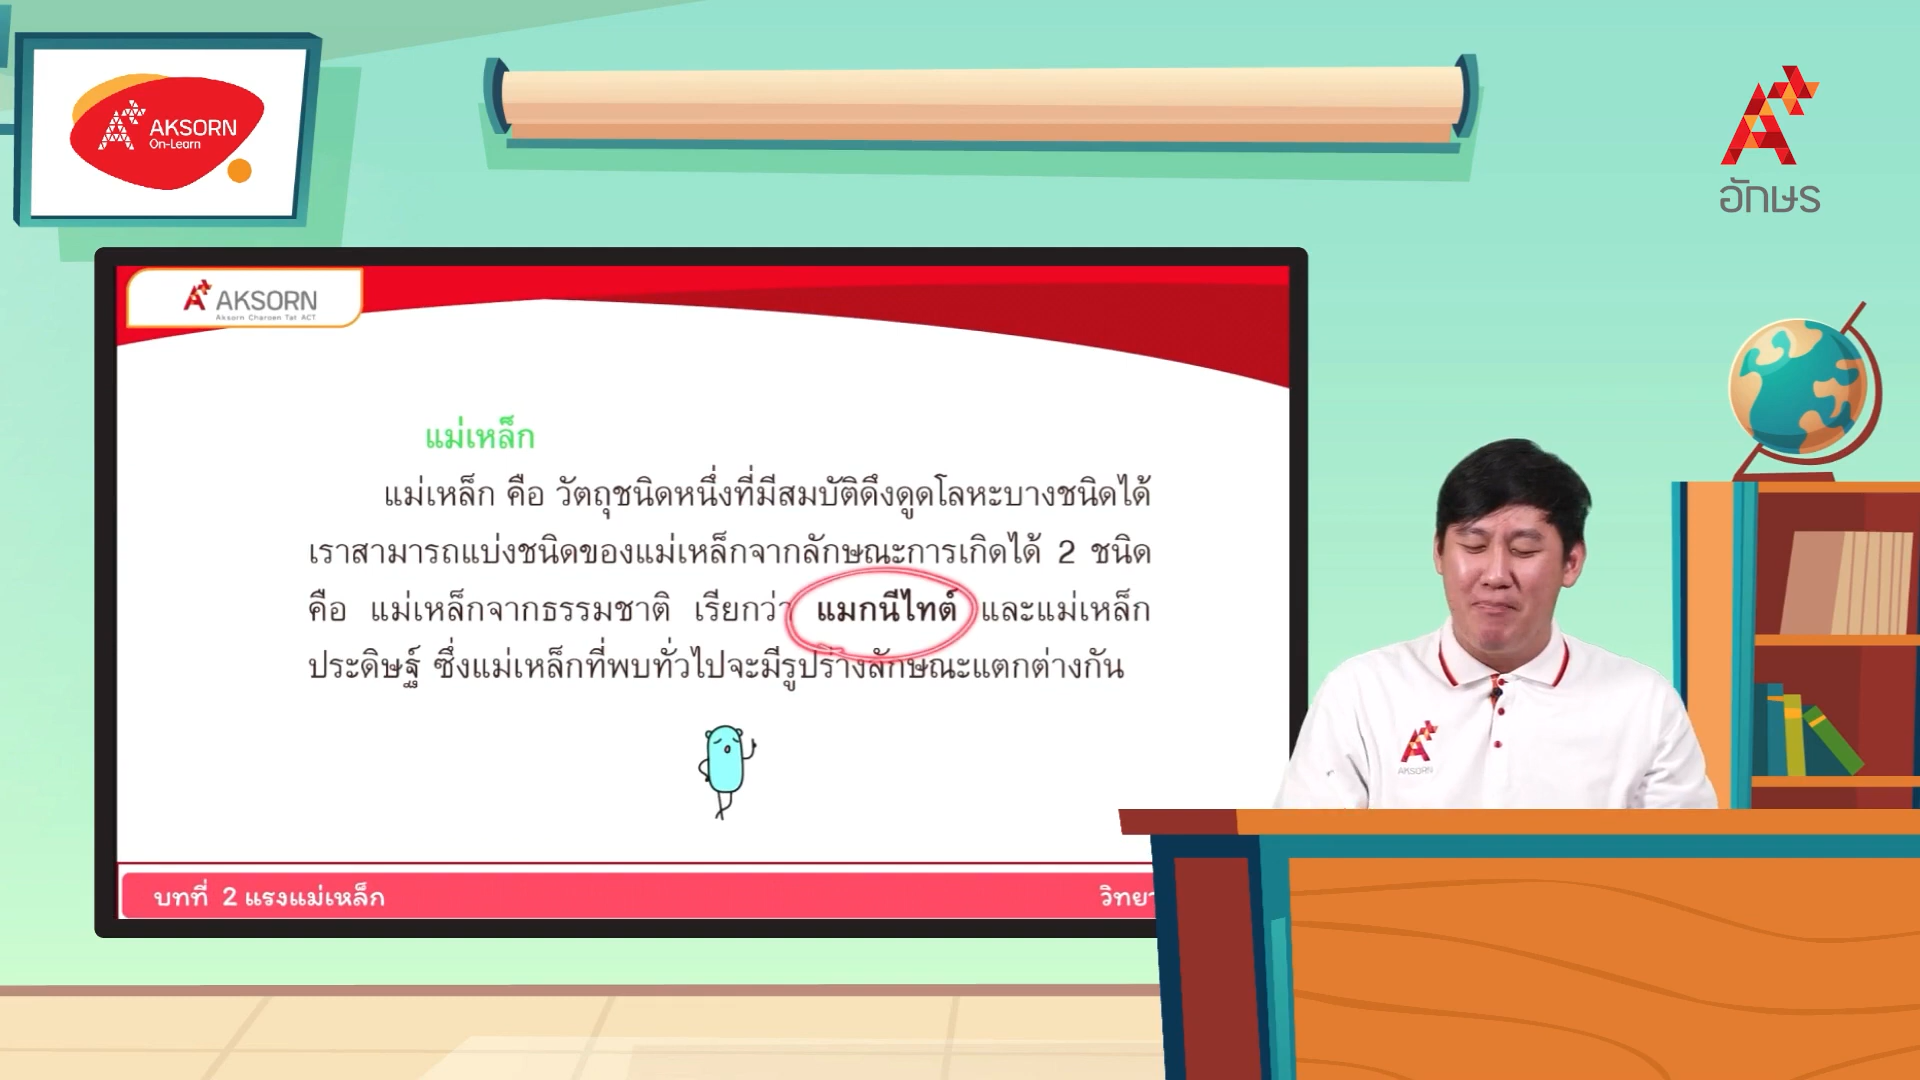 AKSORN
On-Learn
อักษร
AKSORN
Aksorn Charoen Tat ACT
แม่เหล็ก
แม่เหล็ก คือ วัตถุชนิดหนึ่งที่มีสมบัติดึงดูดโลหะบางชนิดได้
เราสามารถแบ่งชนิดของแม่เหล็กจากลักษณะการเกิดได้ 2 ชนิด
คือ แม่เหล็กจากธรรมชาติ เรียกว่า แมกนีไทต์ และแม่เหล็ก
ประดิษฐ์ ซึ่งแม่เหล็กที่พบทั่วไปจะมีรูปร่างลักษณะแตกต่างกัน
AKSORN
บทที่ 2 แรงแม่เหล็ก
วิทยา